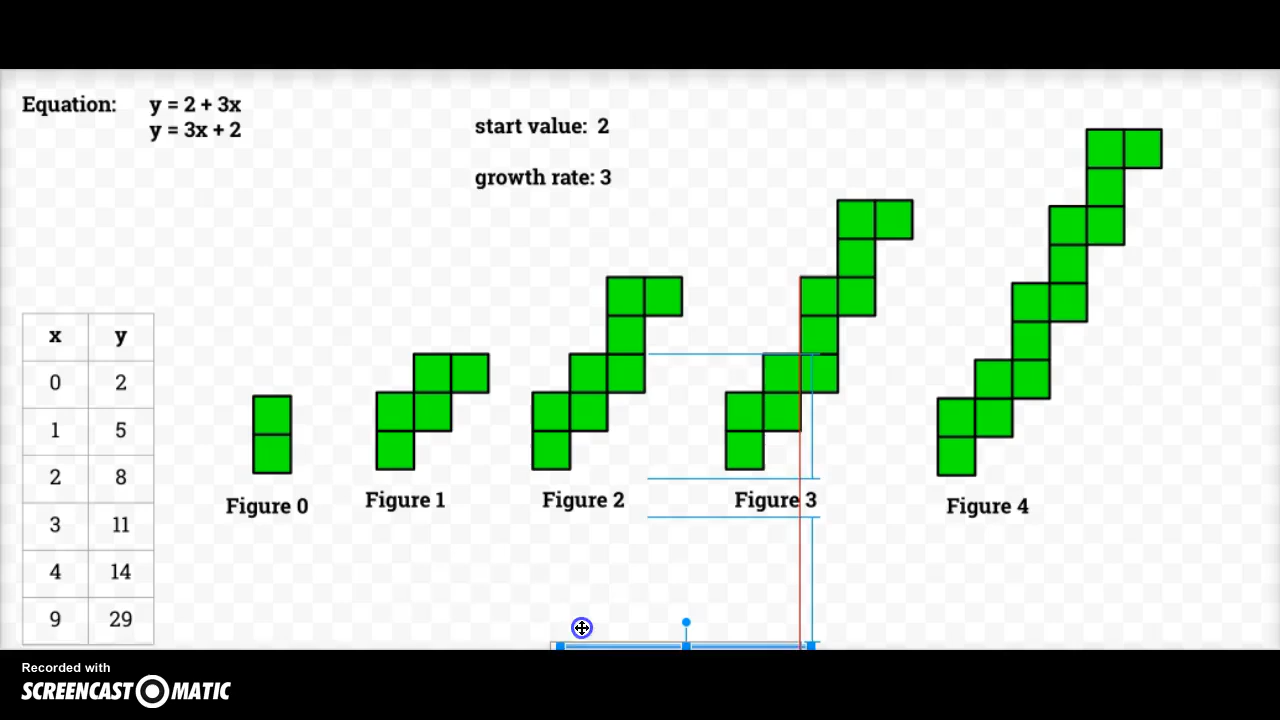 Equation: y = 2 + 3x
y = 3x + 2
start value: 2
growth rate: 3
x y
0 2
1 5
2 8
3 11
4 14
9 29
Figure 0
Figure 1
Figure 2
Figure 3
Figure 4
Recorded with
SCREENCAST MATIC